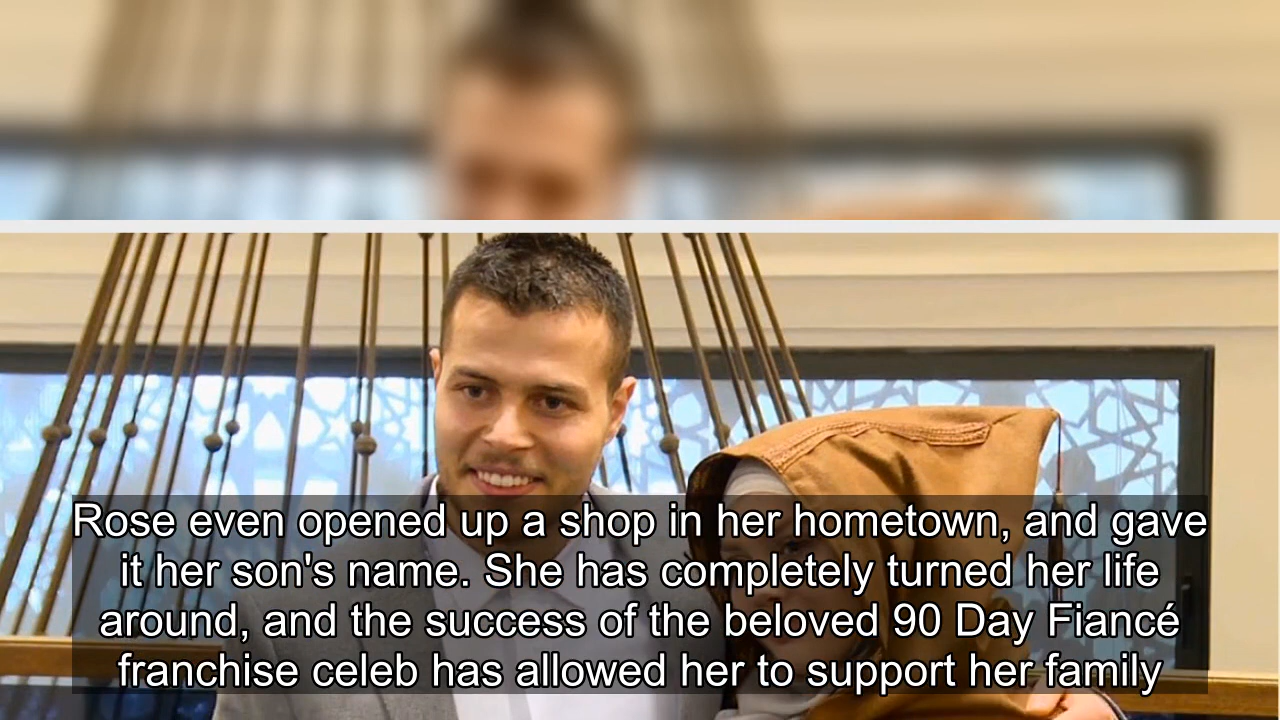 Rose even opened up a shop in her hometown, and gave
it her son's name. She has completely turned her life
around, and the success of the beloved 90 Day Fiancé
franchise celeb has allowed her to support her family